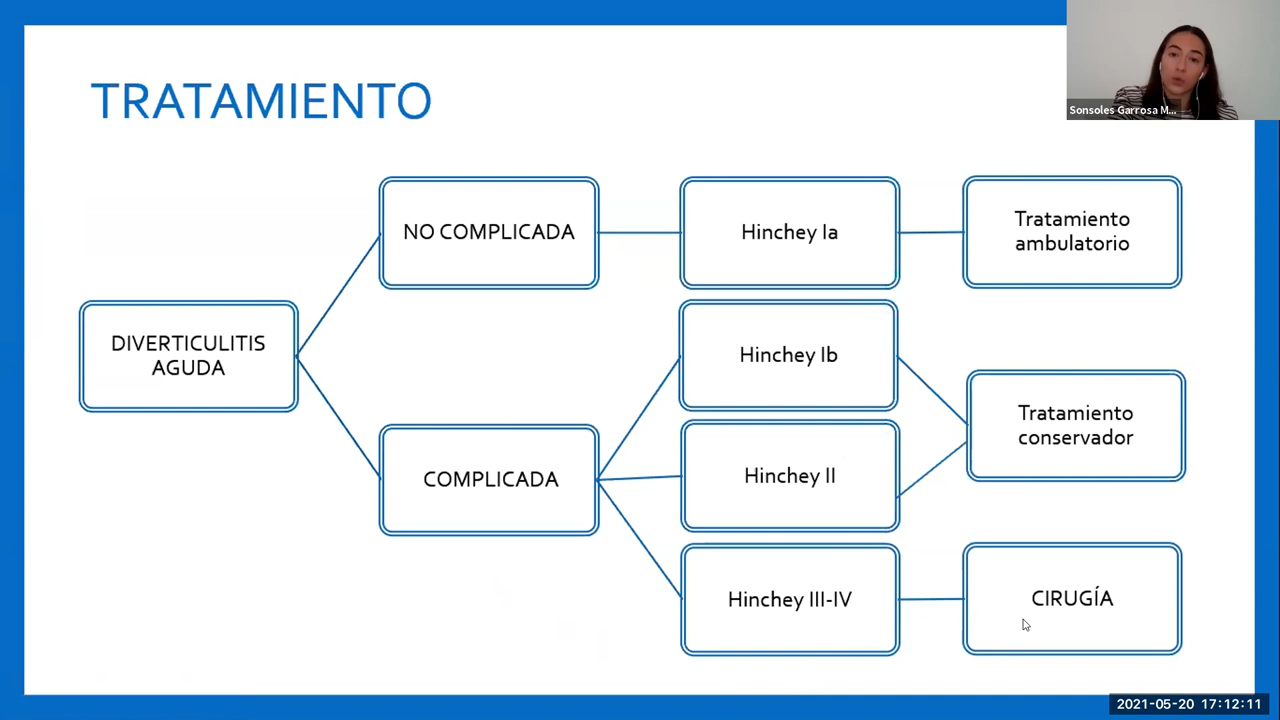 TRATAMIENTO
Sonsoles Garrosa M...
NO COMPLICADA
Hinchey Ia
Tratamiento
ambulatorio
DIVERTICULITIS
AGUDA
Hinchey Ib
Tratamiento
conservador
COMPLICADA
Hinchey II
Hinchey III-IV
CIRUGÍA
2021-05-20 17:12:11